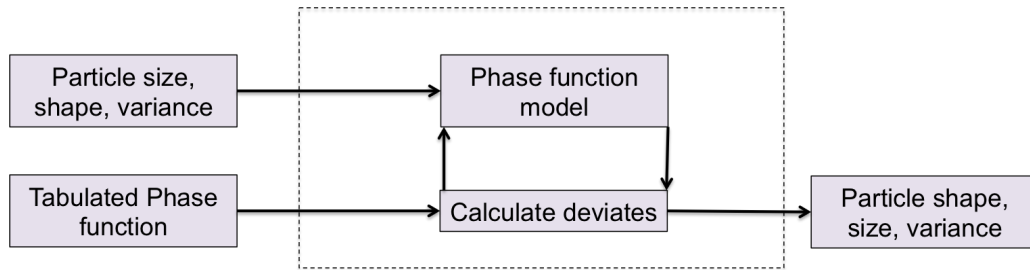 Particle size,
shape, variance
Phase function
model
Tabulated Phase
function
Calculate deviates
Particle shape,
size, variance